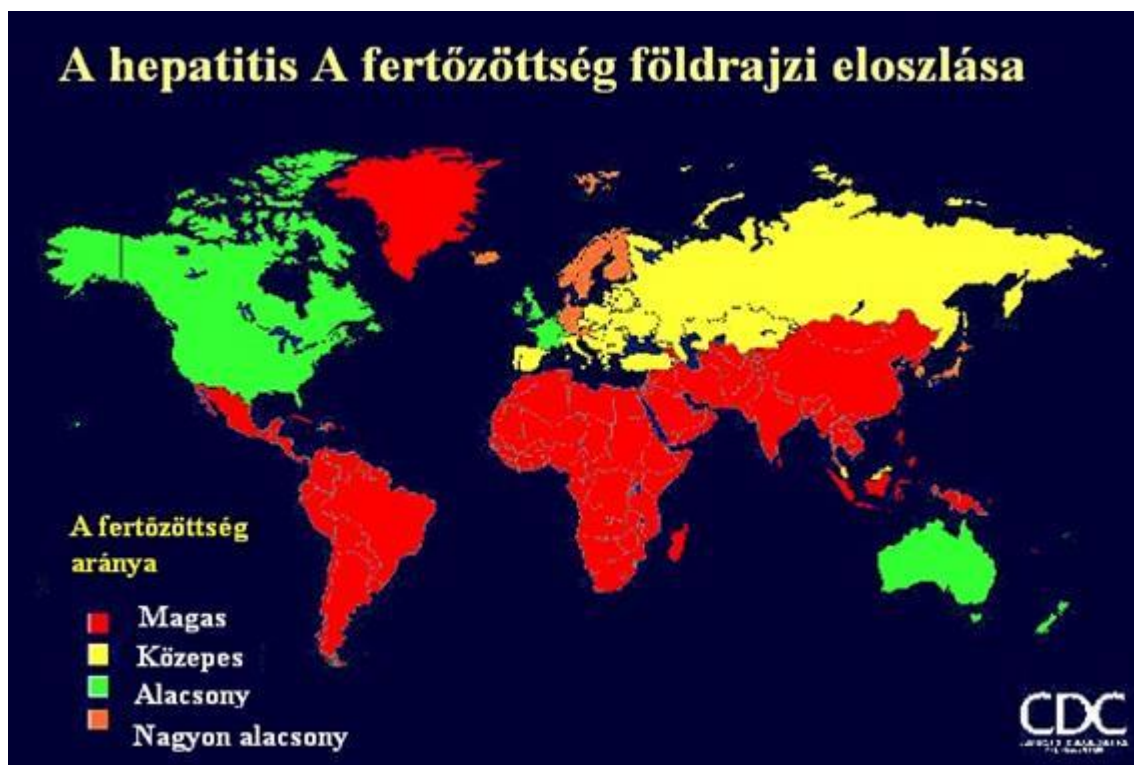 A hepatitis A fertőzöttség földrajzi eloszlása
A fertőzöttség
aránya
Magas
Közepes
Alacsony
Nagyon alacsony
CDC